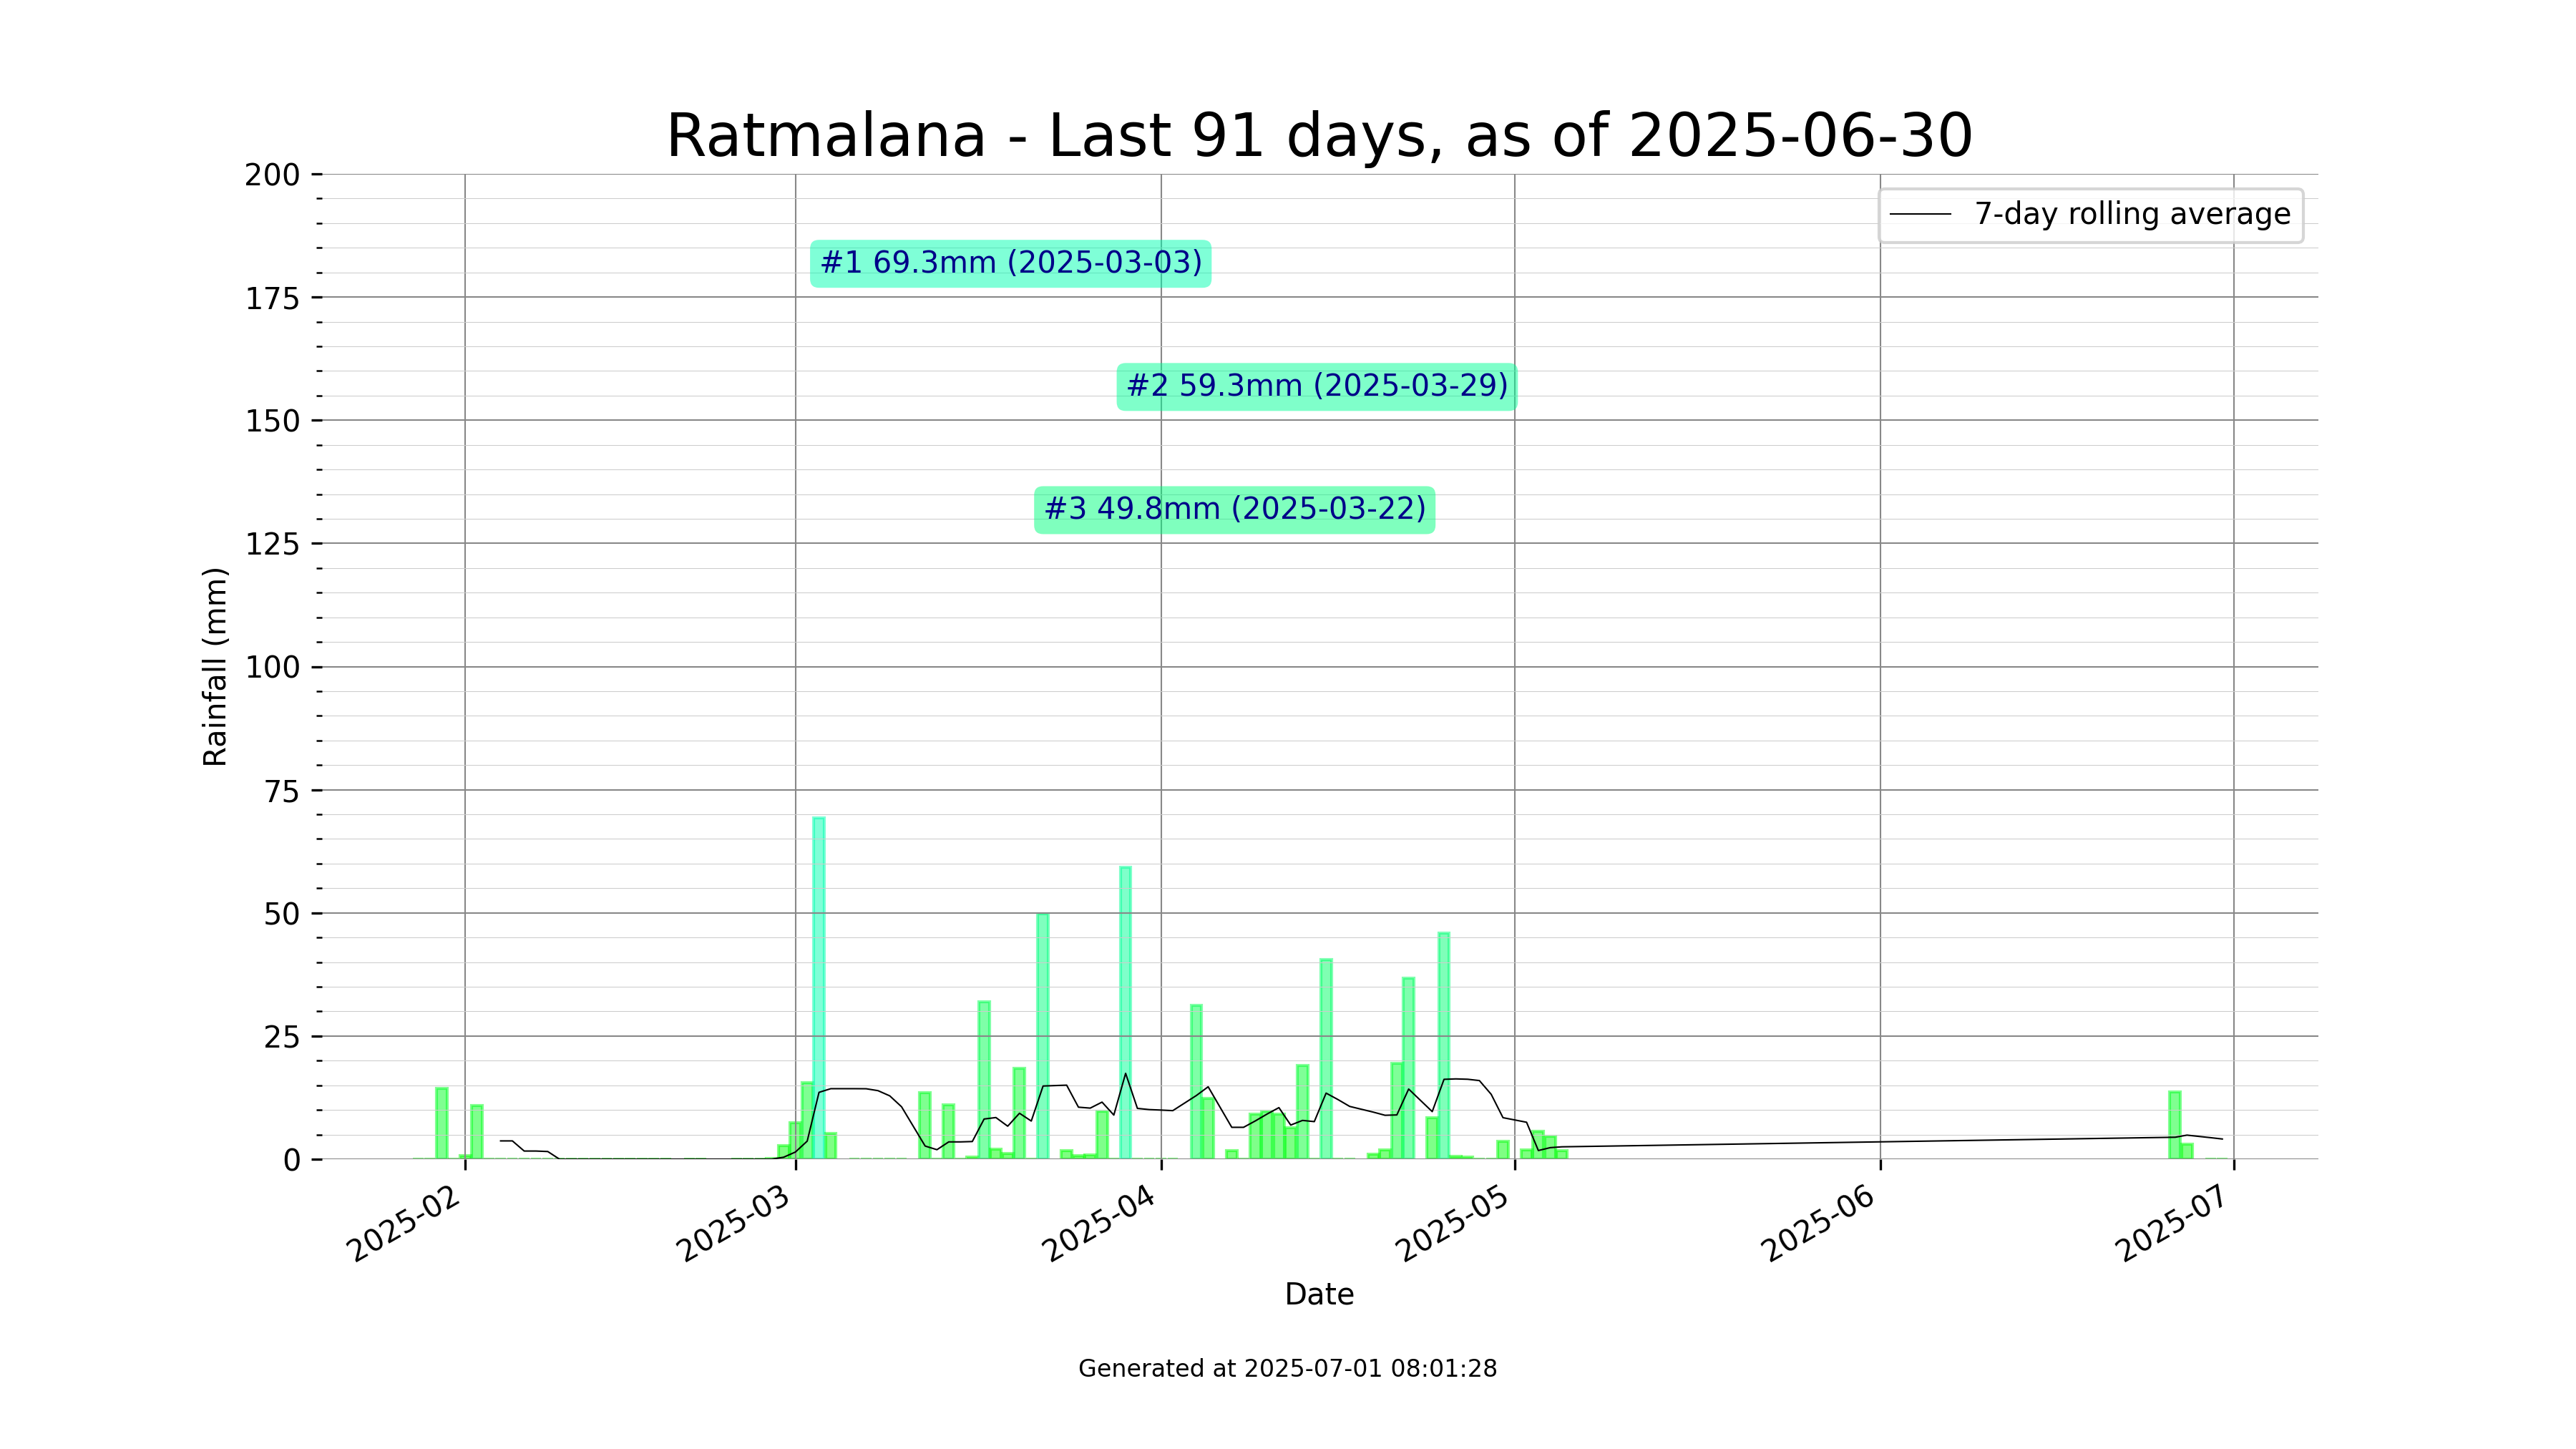 Ratmalana - Last 91 days, as of 2025-06-30
200
175
150
125
100
75
50
25
0
Rainfall (mm)
7-day rolling average
#1 69.3mm (2025-03-03)
#2 59.3mm (2025-03-29)
#3 49.8mm (2025-03-22)
2025-02
2025-03
2025-04
2025-05
2025-06
2025-07
Date
Generated at 2025-07-01 08:01:28